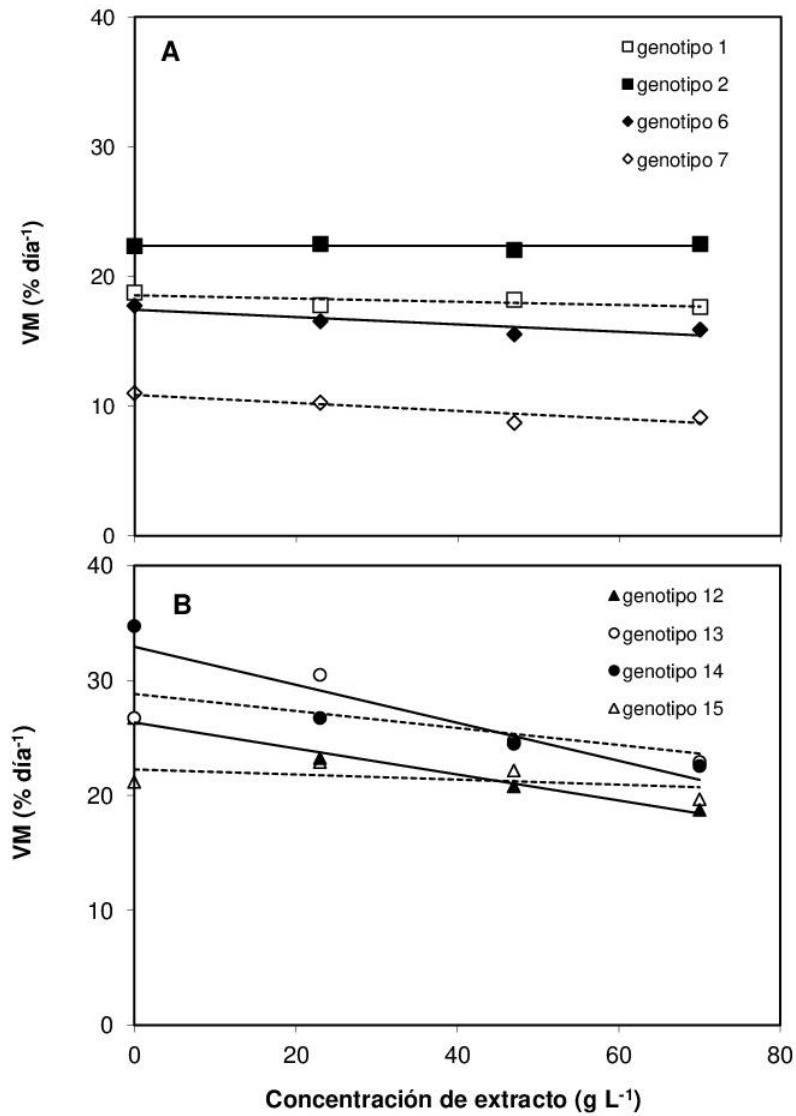 40
A
genotipo 1
genotipo 2
genotipo 6
genotipo 7
30
20
10
0
VM (% día⁻¹)
40
B
genotipo 12
genotipo 13
genotipo 14
genotipo 15
30
20
10
0
VM (% día⁻¹)
0 20 40 60 80
Concentración de extracto (g L⁻¹)